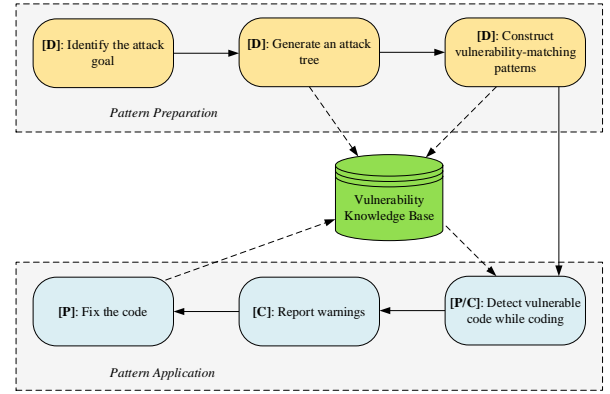 [D]: Identify the attack
goal
[D]: Generate an attack
tree
[D]: Construct
vulnerability-matching
patterns
Pattern Preparation
Vulnerability
Knowledge Base
[P]: Fix the code
[C]: Report warnings
[P/C]: Detect vulnerable
code while coding
Pattern Application